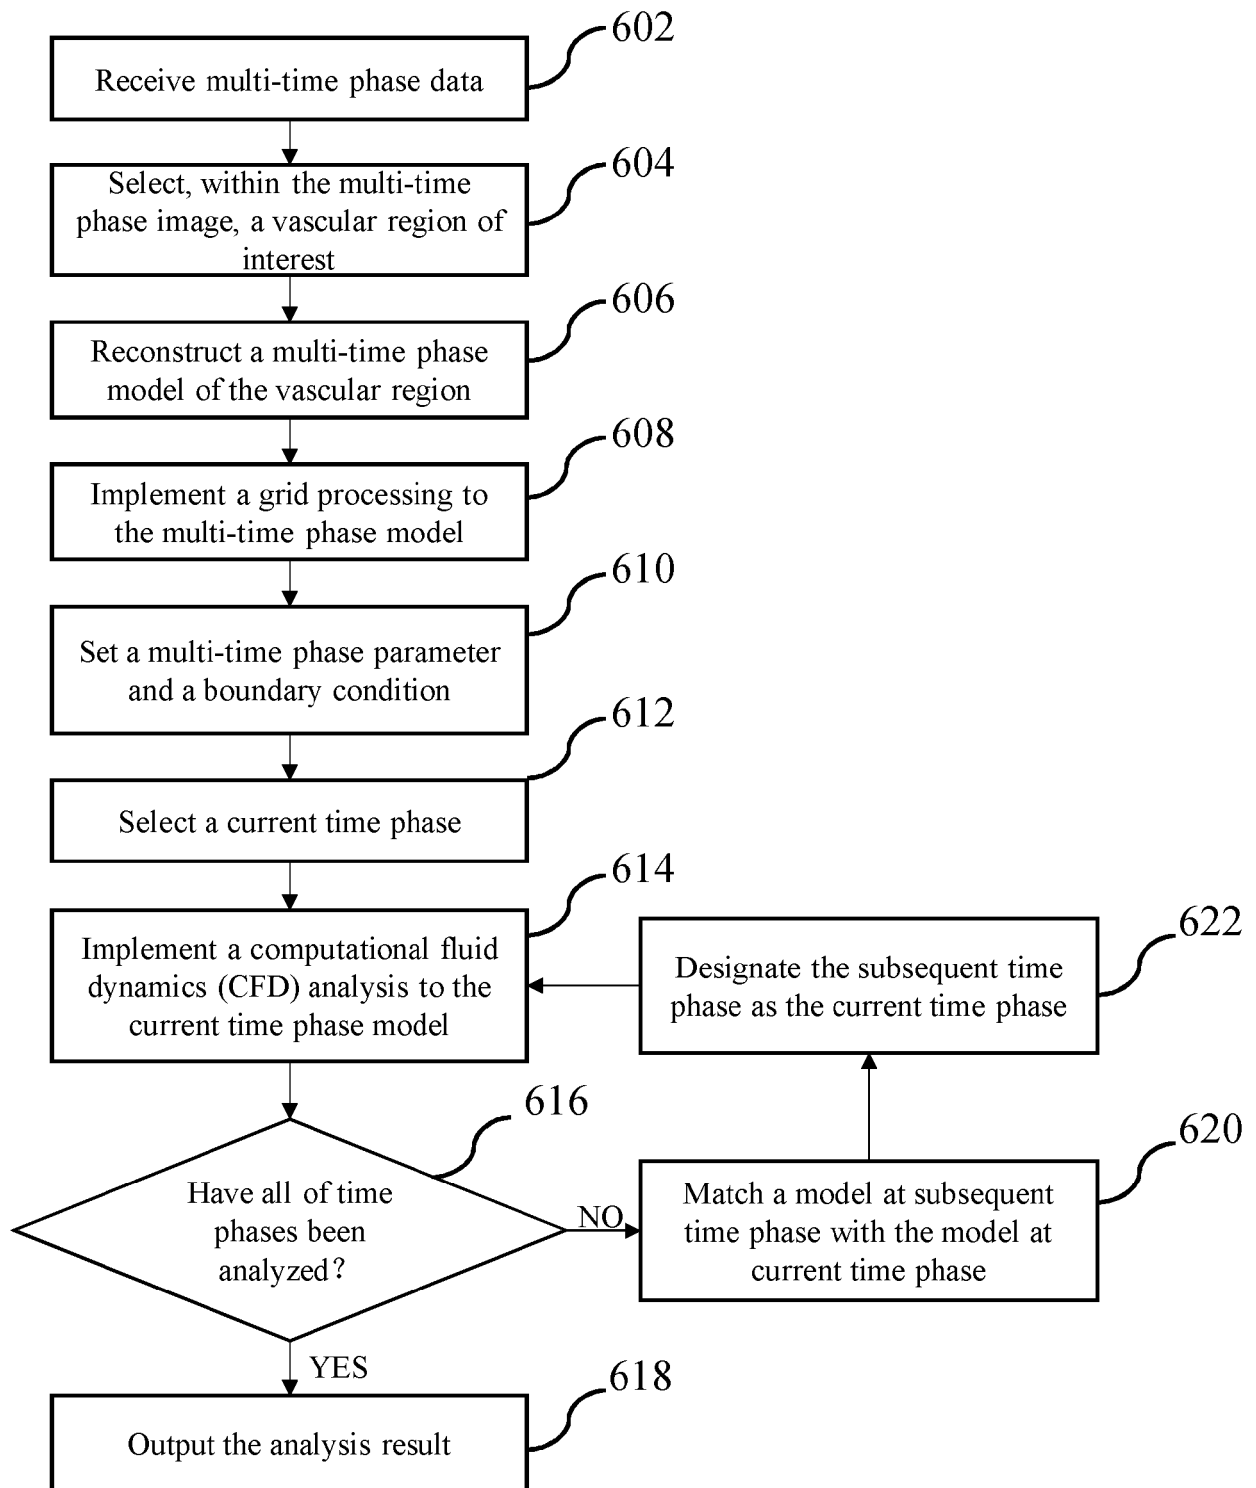 602
Receive multi-time phase data
604
Select, within the multi-time
phase image, a vascular region of
interest
606
Reconstruct a multi-time phase
model of the vascular region
608
Implement a grid processing to
the multi-time phase model
610
Set a multi-time phase parameter
and a boundary condition
612
Select a current time phase
614
Implement a computational fluid
dynamics (CFD) analysis to the
current time phase model
622
Designate the subsequent time
phase as the current time phase
616
Have all of time
phases been
analyzed?
NO
620
Match a model at subsequent
time phase with the model at
current time phase
YES
618
Output the analysis result